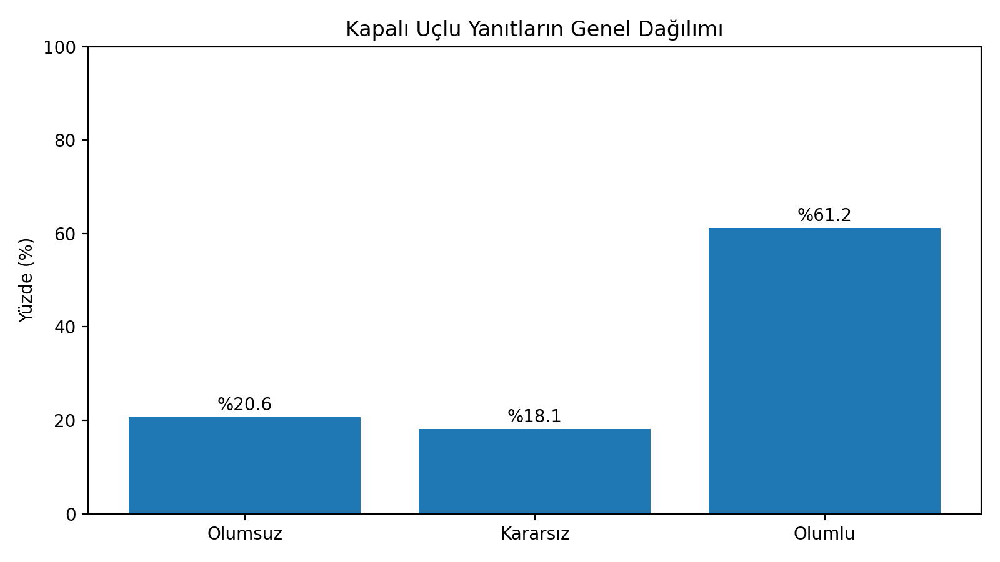 Kapalı Uçlu Yanıtların Genel Dağılımı
100
80
60
40
20
0
Yüzde (%)
%20.6
%18.1
%61.2
Olumsuz
Kararsız
Olumlu